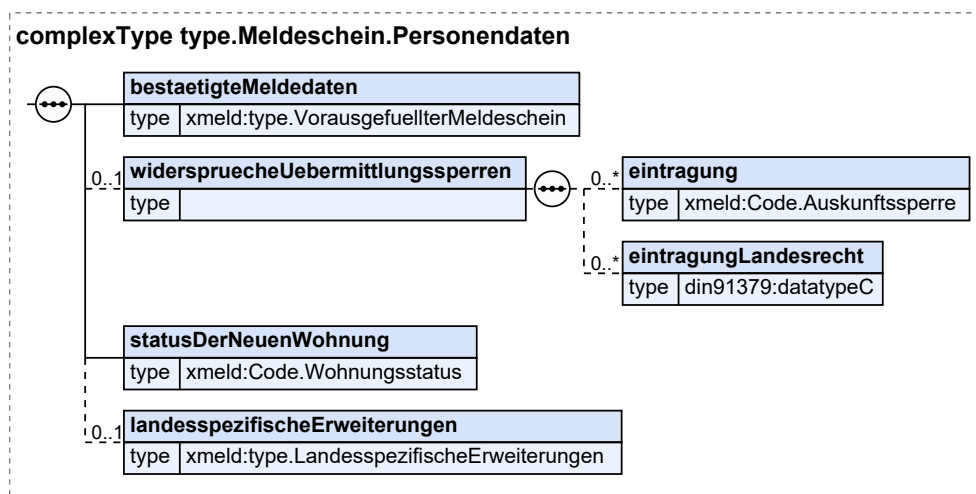 complexType type.Meldeschein.Personendaten
bestaetigteMeldedaten
type xmeld:type.VorausgefuellterMeldeschein
0..1 widerspruecheUebermittlungssperren
type
0..* eintragung
type xmeld:Code.Auskunftssperre
0..* eintragungLandesrecht
type din91379:datatypeC
statusDerNeuenWohnung
type xmeld:Code.Wohnungsstatus
0..1 landesspezifischeErweiterungen
type xmeld:type.LandesspezifischeErweiterungen